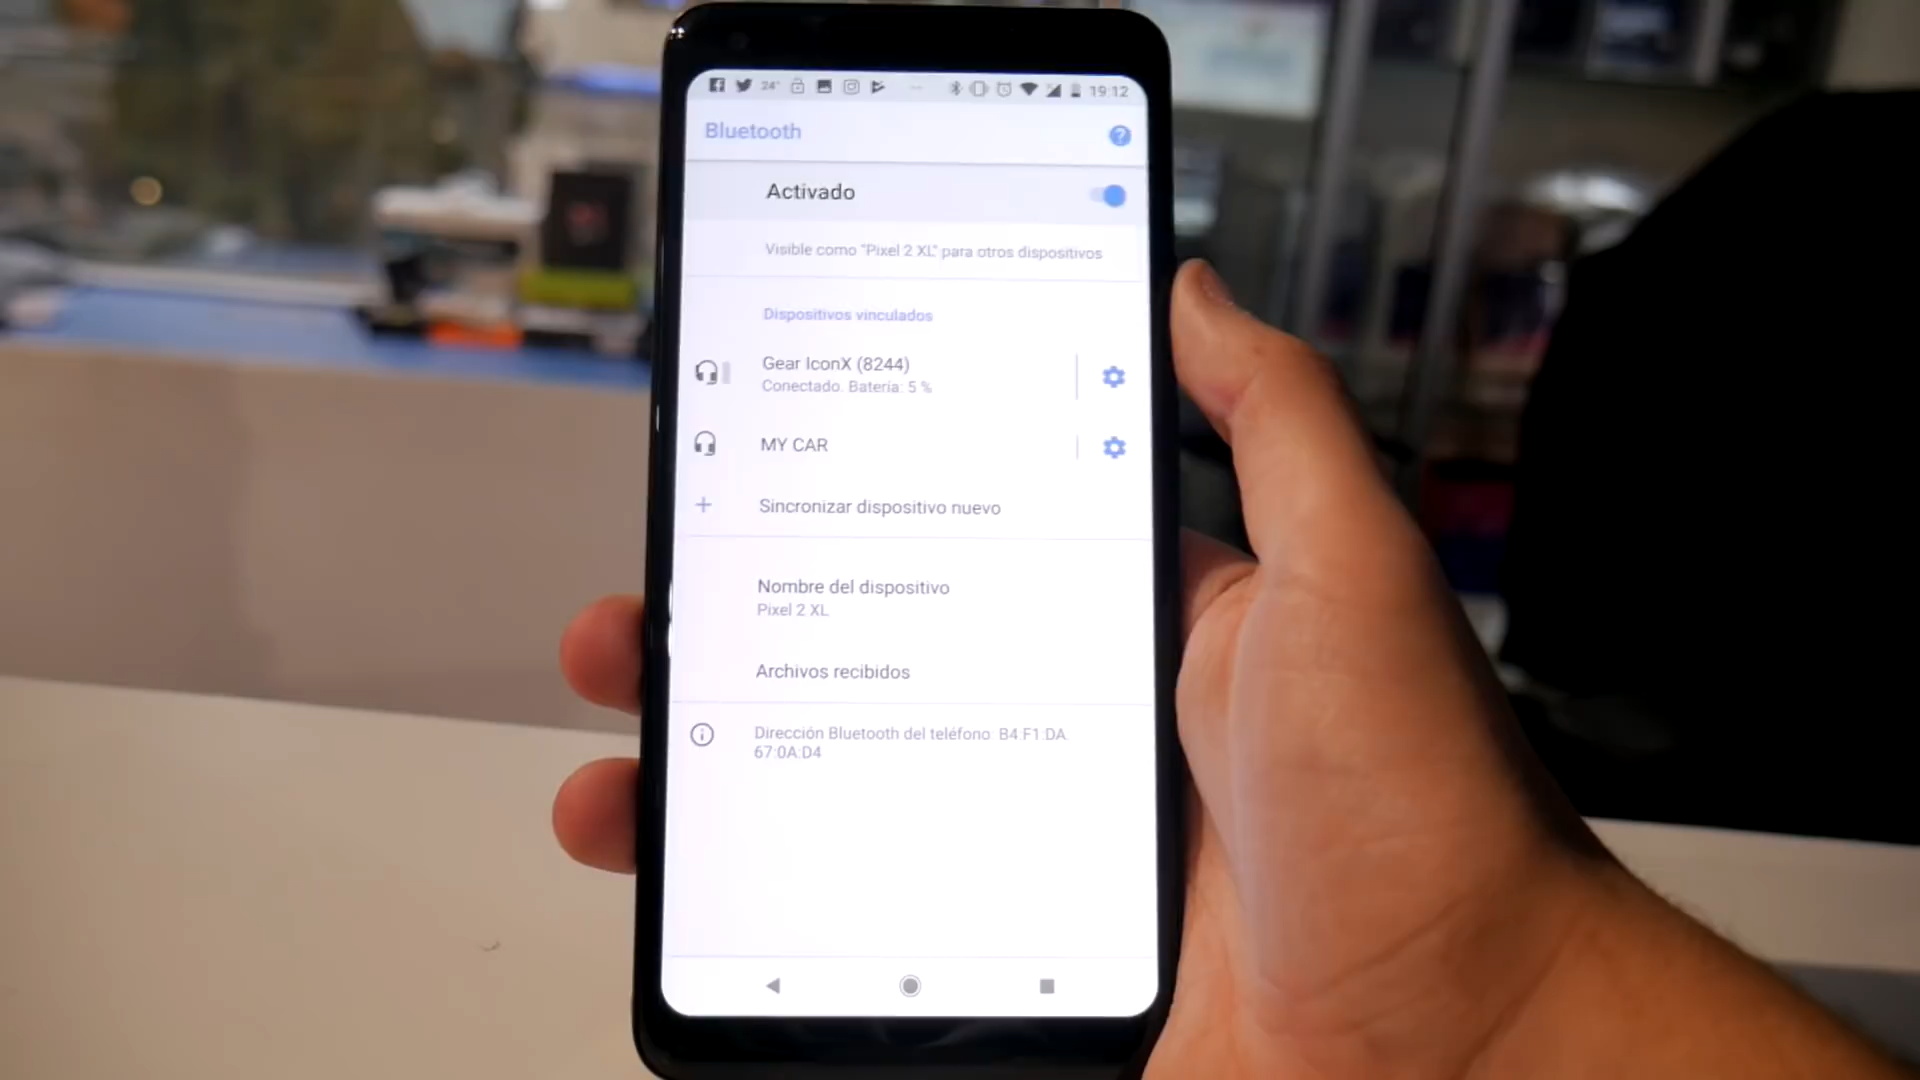 24° 19:12
Bluetooth
Activado
Visible como "Pixel 2 XL" para otros dispositivos
Dispositivos vinculados
Gear IconX (8244)
Conectado. Batería: 5 %
MY CAR
Sincronizar dispositivo nuevo
Nombre del dispositivo
Pixel 2 XL
Archivos recibidos
Dirección Bluetooth del teléfono: B4:F1:DA:
67:0A:D4